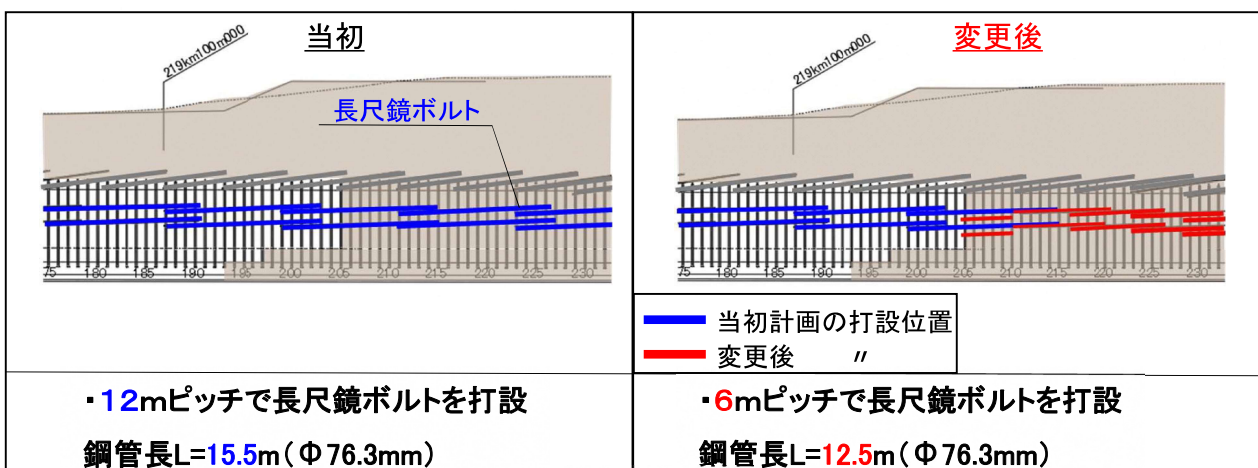 当初
219km100m000
長尺鏡ボルト
75 180 185 190 195 200 205 210 215 220 225 230
・12mピッチで長尺鏡ボルトを打設
鋼管長L=15.5m(Φ76.3mm)
変更後
219km100m000
75 180 185 190 195 200 205 210 215 220 225 230
当初計画の打設位置
変更後 〃
・6mピッチで長尺鏡ボルトを打設
鋼管長L=12.5m(Φ76.3mm)